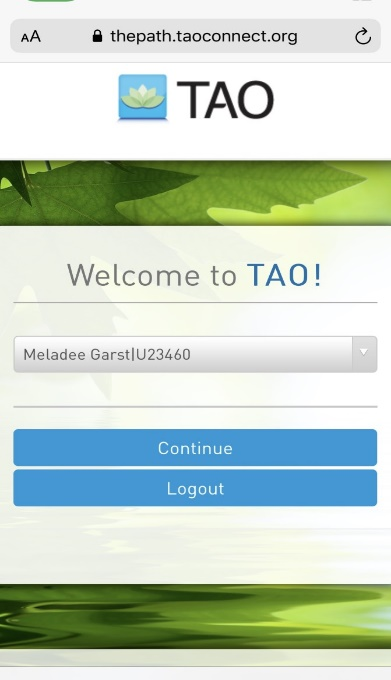 AA thepath.taoconnect.org
TAO
Welcome to TAO!
Meladee Garst|U23460
Continue
Logout